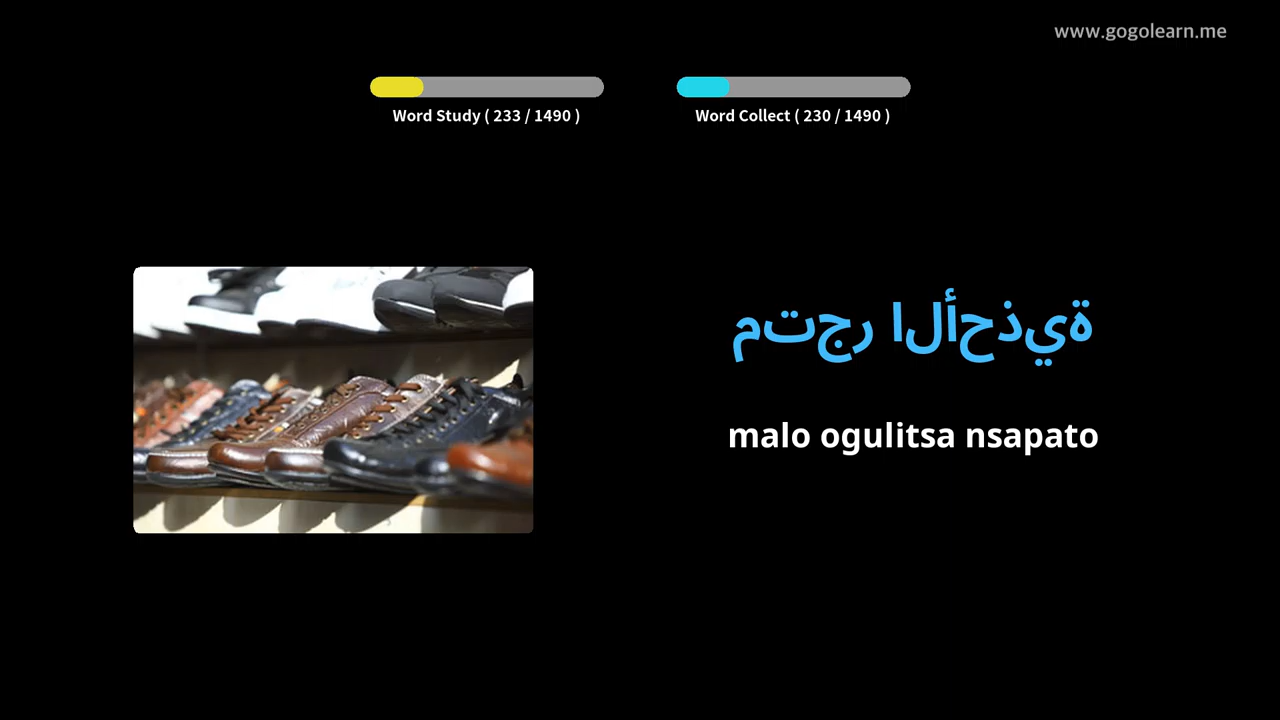 www.gogolearn.me
Word Study ( 233 / 1490 )
Word Collect ( 230 / 1490 )
متجر الأحذية
malo ogulitsa nsapato